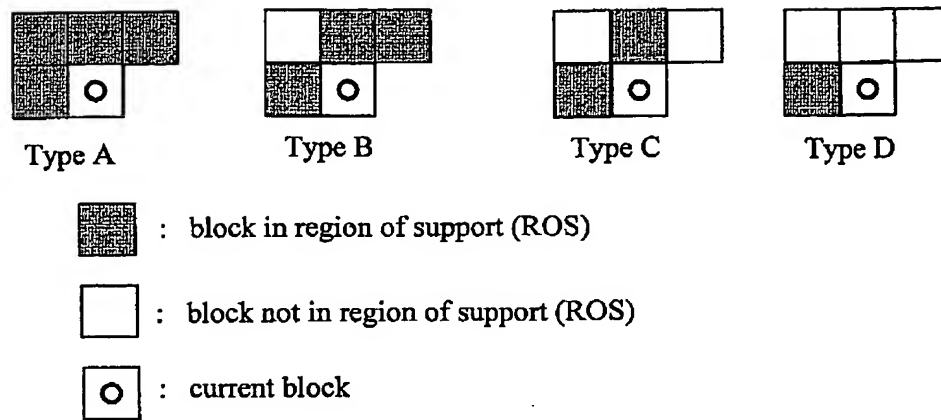 Type A
Type B
Type C
Type D
: block in region of support (ROS)
: block not in region of support (ROS)
: current block